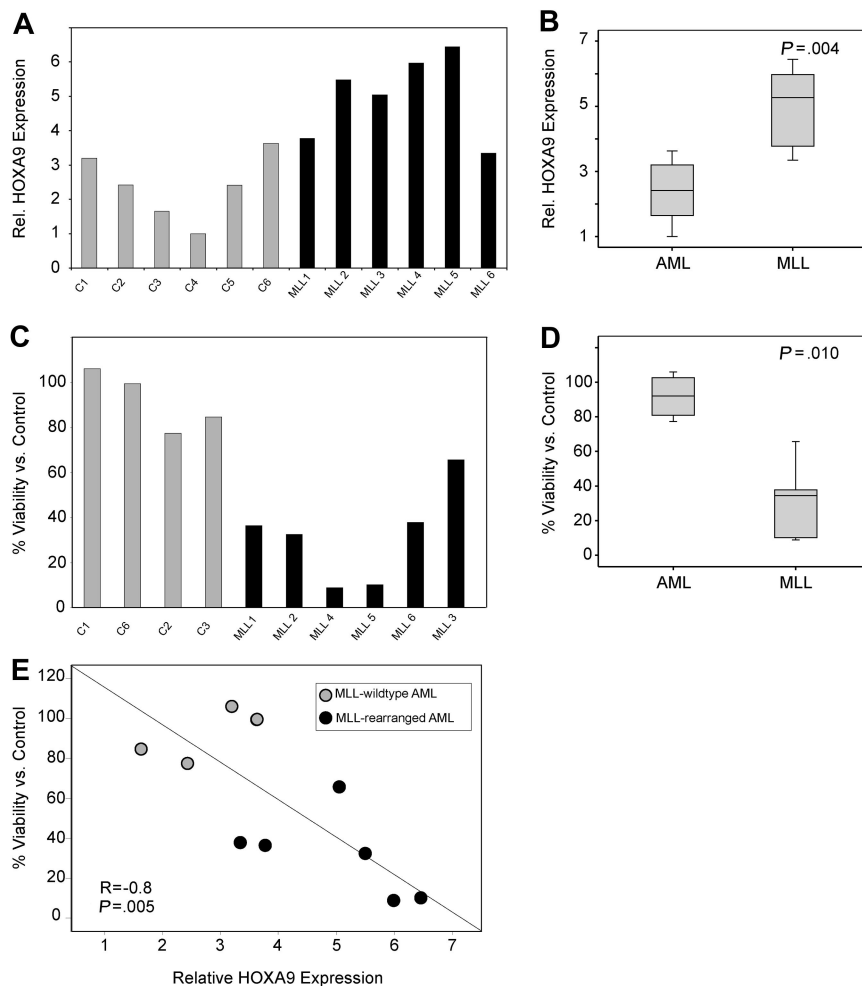 A
Rel. HOXA9 Expression
6
5
4
3
2
1
0
C1
C2
C3
C4
C5
C6
MLL1
MLL 2
MLL 3
MLL 4
MLL 5
MLL 6
B
Rel. HOXA9 Expression
7
5
3
1
P=.004
AML
MLL
C
% Viability vs. Control
100
80
60
40
20
0
C1
C6
C2
C3
MLL1
MLL 2
MLL 4
MLL 5
MLL 6
MLL 3
D
% Viability vs. Control
100
80
40
20
0
P=.010
AML
MLL
E
% Viability vs. Control
120
100
80
60
40
20
0
MLL-wildtype AML
MLL-rearranged AML
R=-0.8
P=.005
1 2 3 4 5 6 7
Relative HOXA9 Expression